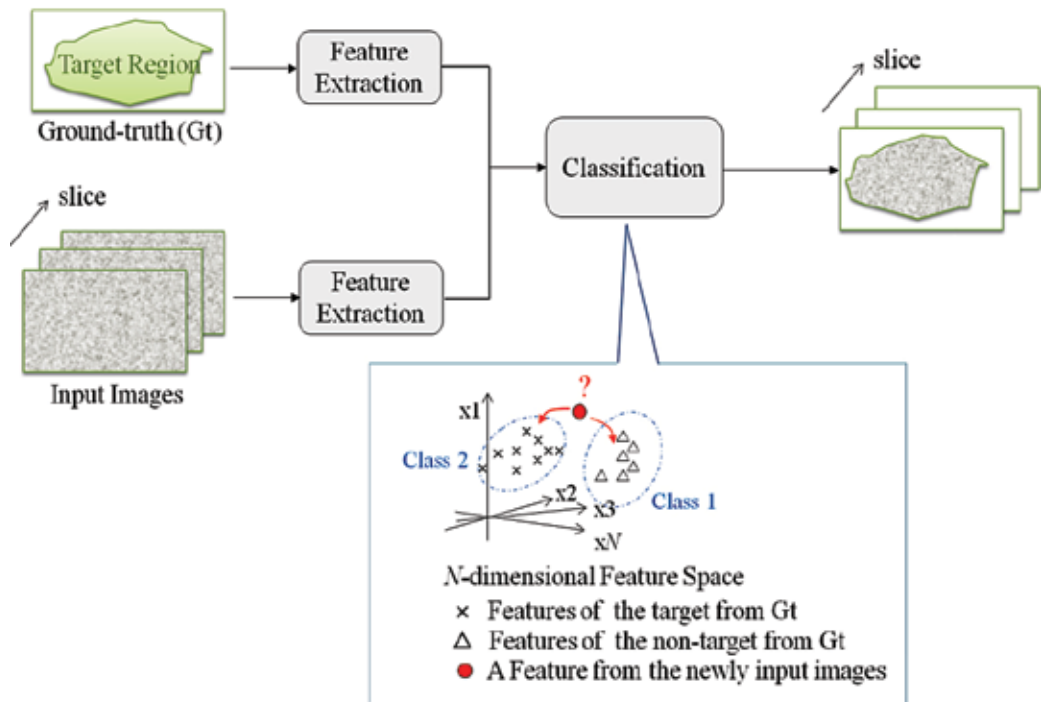 Target Region
Ground-truth (Gt)
Feature
Extraction
slice
Input Images
Feature
Extraction
Classification
slice
?
x1
Class 2
x2
x3
Class 1
xN
N-dimensional Feature Space
× Features of the target from Gt
△ Features of the non-target from Gt
A Feature from the newly input images